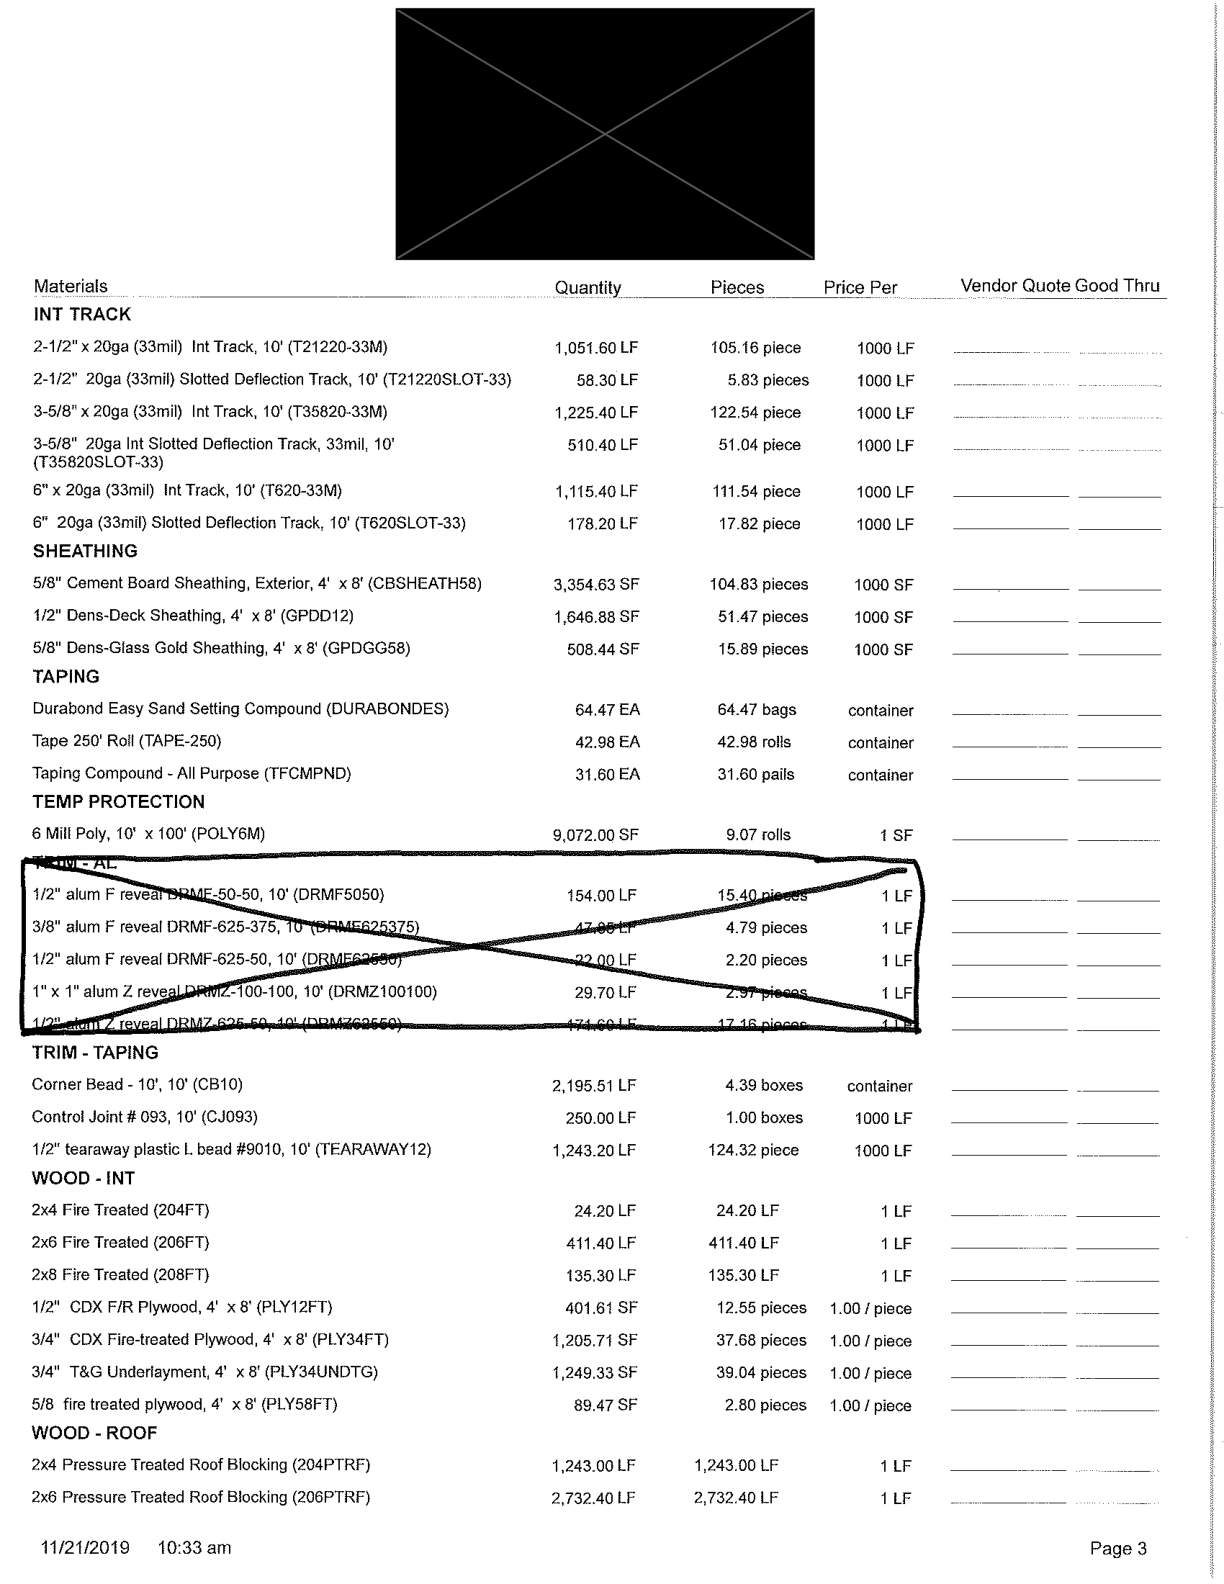 Materials Quantity Pieces Price Per Vendor Quote Good Thru
INT TRACK
2-1/2" x 20ga (33mil) Int Track, 10' (T21220-33M) 1,051.60 LF 105.16 piece 1000 LF
2-1/2" 20ga (33mil) Slotted Deflection Track, 10' (T21220SLOT-33) 58.30 LF 5.83 pieces 1000 LF
3-5/8" x 20ga (33mil) Int Track, 10' (T35820-33M) 1,225.40 LF 122.54 piece 1000 LF
3-5/8" 20ga Int Slotted Deflection Track, 33mil, 10' 510.40 LF 51.04 piece 1000 LF
(T35820SLOT-33)
6" x 20ga (33mil) Int Track, 10' (T620-33M) 1,115.40 LF 111.54 piece 1000 LF
6" 20ga (33mil) Slotted Deflection Track, 10' (T620SLOT-33) 178.20 LF 17.82 piece 1000 LF
SHEATHING
5/8" Cement Board Sheathing, Exterior, 4' x 8' (CBSHEATH58) 3,354.63 SF 104.83 pieces 1000 SF
1/2" Dens-Deck Sheathing, 4' x 8' (GPDD12) 1,646.88 SF 51.47 pieces 1000 SF
5/8" Dens-Glass Gold Sheathing, 4' x 8' (GPDGG58) 508.44 SF 15.89 pieces 1000 SF
TAPING
Durabond Easy Sand Setting Compound (DURABONDES) 64.47 EA 64.47 bags container
Tape 250' Roll (TAPE-250) 42.98 EA 42.98 rolls container
Taping Compound - All Purpose (TFCMPND) 31.60 EA 31.60 pails container
TEMP PROTECTION
6 Mill Poly, 10' x 100' (POLY6M) 9,072.00 SF 9.07 rolls 1 SF
TRIM - AL
1/2" alum F reveal DRMF-50-50, 10' (DRMF5050) 154.00 LF 15.40 pieces 1 LF
3/8" alum F reveal DRMF-625-375, 10' (DRMF625375) 47.85 LF 4.79 pieces 1 LF
1/2" alum F reveal DRMF-625-50, 10' (DRMF62550) 22.00 LF 2.20 pieces 1 LF
1" x 1" alum Z reveal DRMZ-100-100, 10' (DRMZ100100) 29.70 LF 2.97 pieces 1 LF
1/2" alum Z reveal DRMZ-625-50, 10' (DRMZ62550) 171.60 LF 17.16 pieces 1 LF
TRIM - TAPING
Corner Bead - 10', 10' (CB10) 2,195.51 LF 4.39 boxes container
Control Joint # 093, 10' (CJ093) 250.00 LF 1.00 boxes 1000 LF
1/2" tearaway plastic L bead #9010, 10' (TEARAWAY12) 1,243.20 LF 124.32 piece 1000 LF
WOOD - INT
2x4 Fire Treated (204FT) 24.20 LF 24.20 LF 1 LF
2x6 Fire Treated (206FT) 411.40 LF 411.40 LF 1 LF
2x8 Fire Treated (208FT) 135.30 LF 135.30 LF 1 LF
1/2" CDX F/R Plywood, 4' x 8' (PLY12FT) 401.61 SF 12.55 pieces 1.00 / piece
3/4" CDX Fire-treated Plywood, 4' x 8' (PLY34FT) 1,205.71 SF 37.68 pieces 1.00 / piece
3/4" T&G Underlayment, 4' x 8' (PLY34UNDTG) 1,249.33 SF 39.04 pieces 1.00 / piece
5/8 fire treated plywood, 4' x 8' (PLY58FT) 89.47 SF 2.80 pieces 1.00 / piece
WOOD - ROOF
2x4 Pressure Treated Roof Blocking (204PTRF) 1,243.00 LF 1,243.00 LF 1 LF
2x6 Pressure Treated Roof Blocking (206PTRF) 2,732.40 LF 2,732.40 LF 1 LF
11/21/2019 10:33 am Page 3